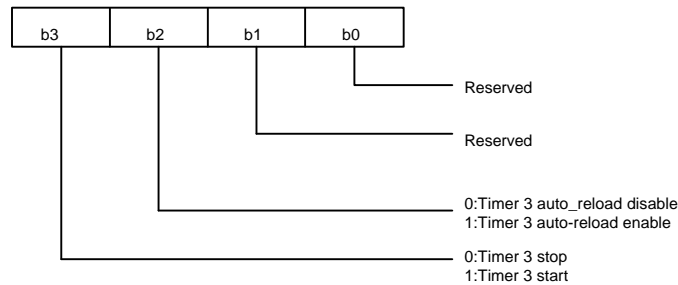 b3 b2 b1 b0
Reserved
Reserved
0:Timer 3 auto_reload disable
1:Timer 3 auto-reload enable
0:Timer 3 stop
1:Timer 3 start